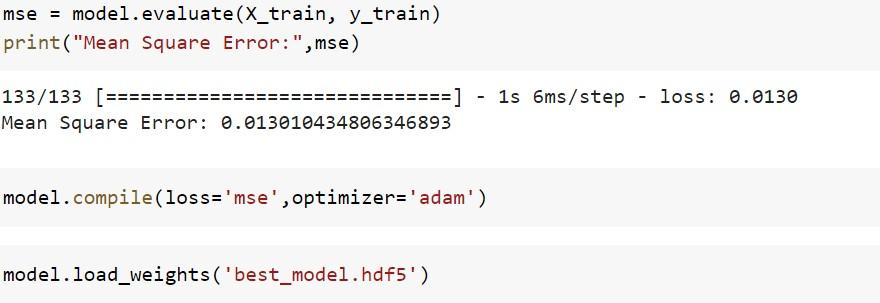 mse = model.evaluate(X_train, y_train)
print("Mean Square Error:",mse)
133/133 [==============================] - 1s 6ms/step - loss: 0.0130
Mean Square Error: 0.013010434806346893
model.compile(loss='mse',optimizer='adam')
model.load_weights('best_model.hdf5')